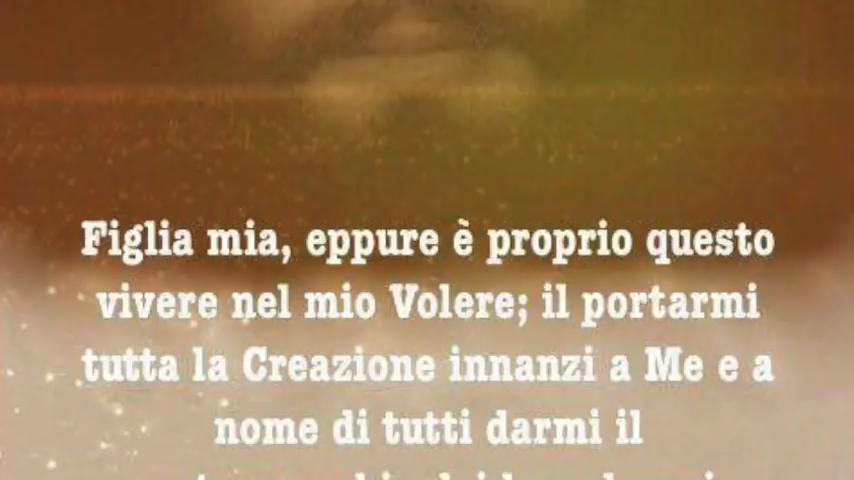 Figlia mia, eppure è proprio questo
vivere nel mio Volere; il portarmi
tutta la Creazione innanzi a Me e a
nome di tutti darmi il